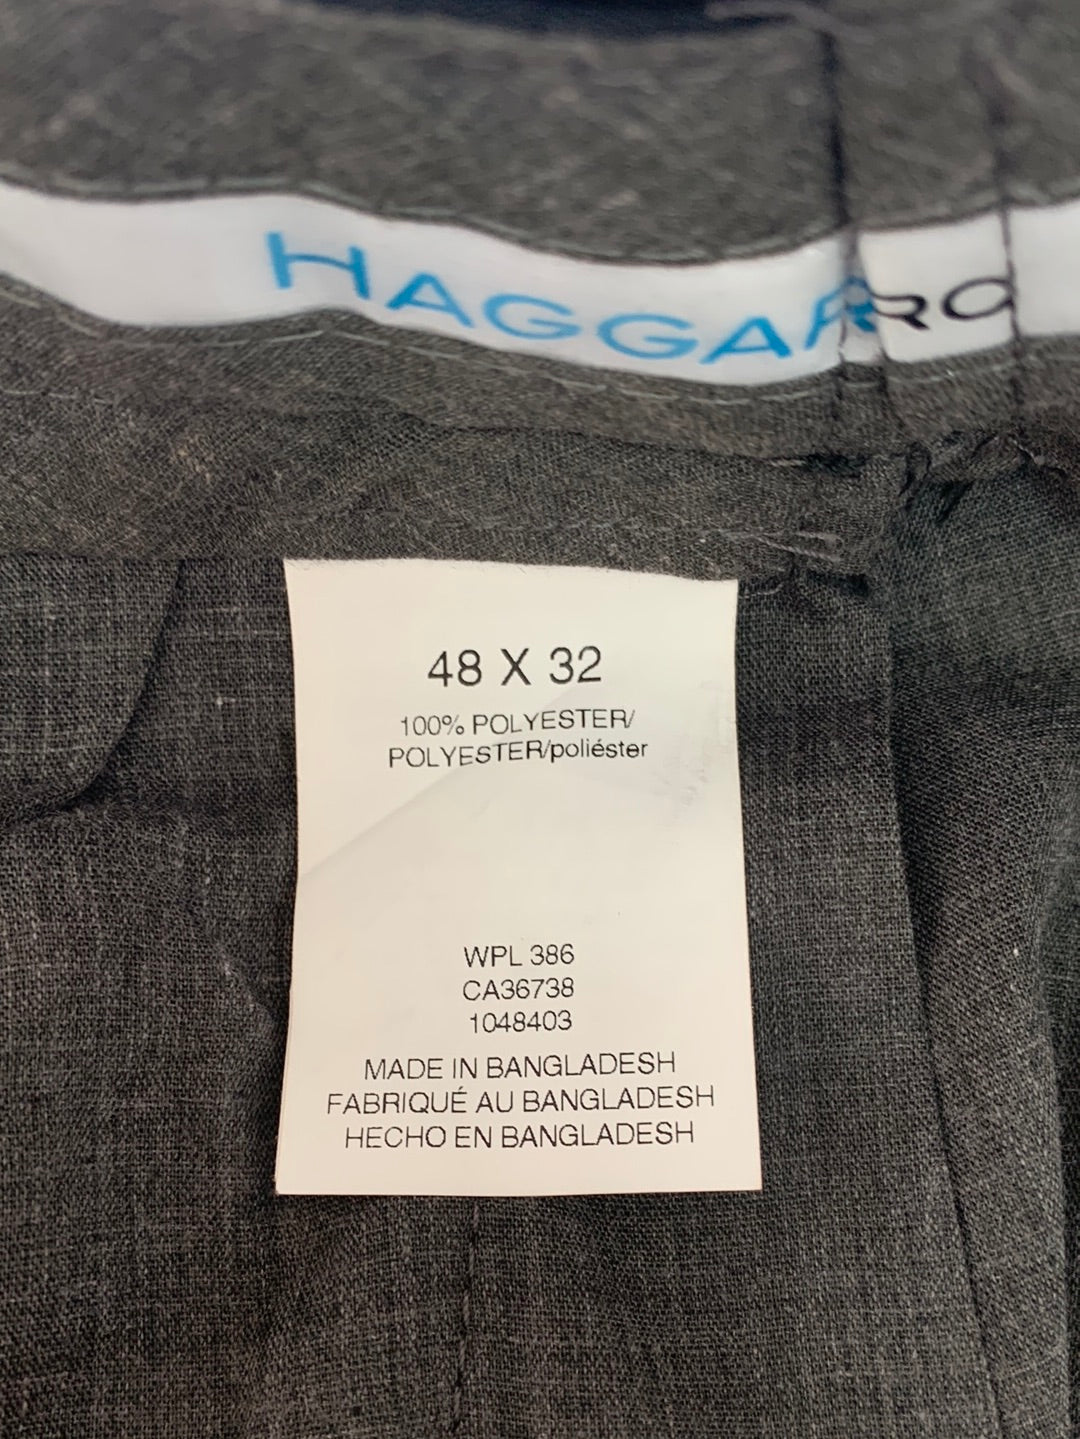 HAGGAR
48 X 32
100% POLYESTER/
POLYESTER/poliéster
WPL 386
CA36738
1048403
MADE IN BANGLADESH
FABRIQUÉ AU BANGLADESH
HECHO EN BANGLADESH